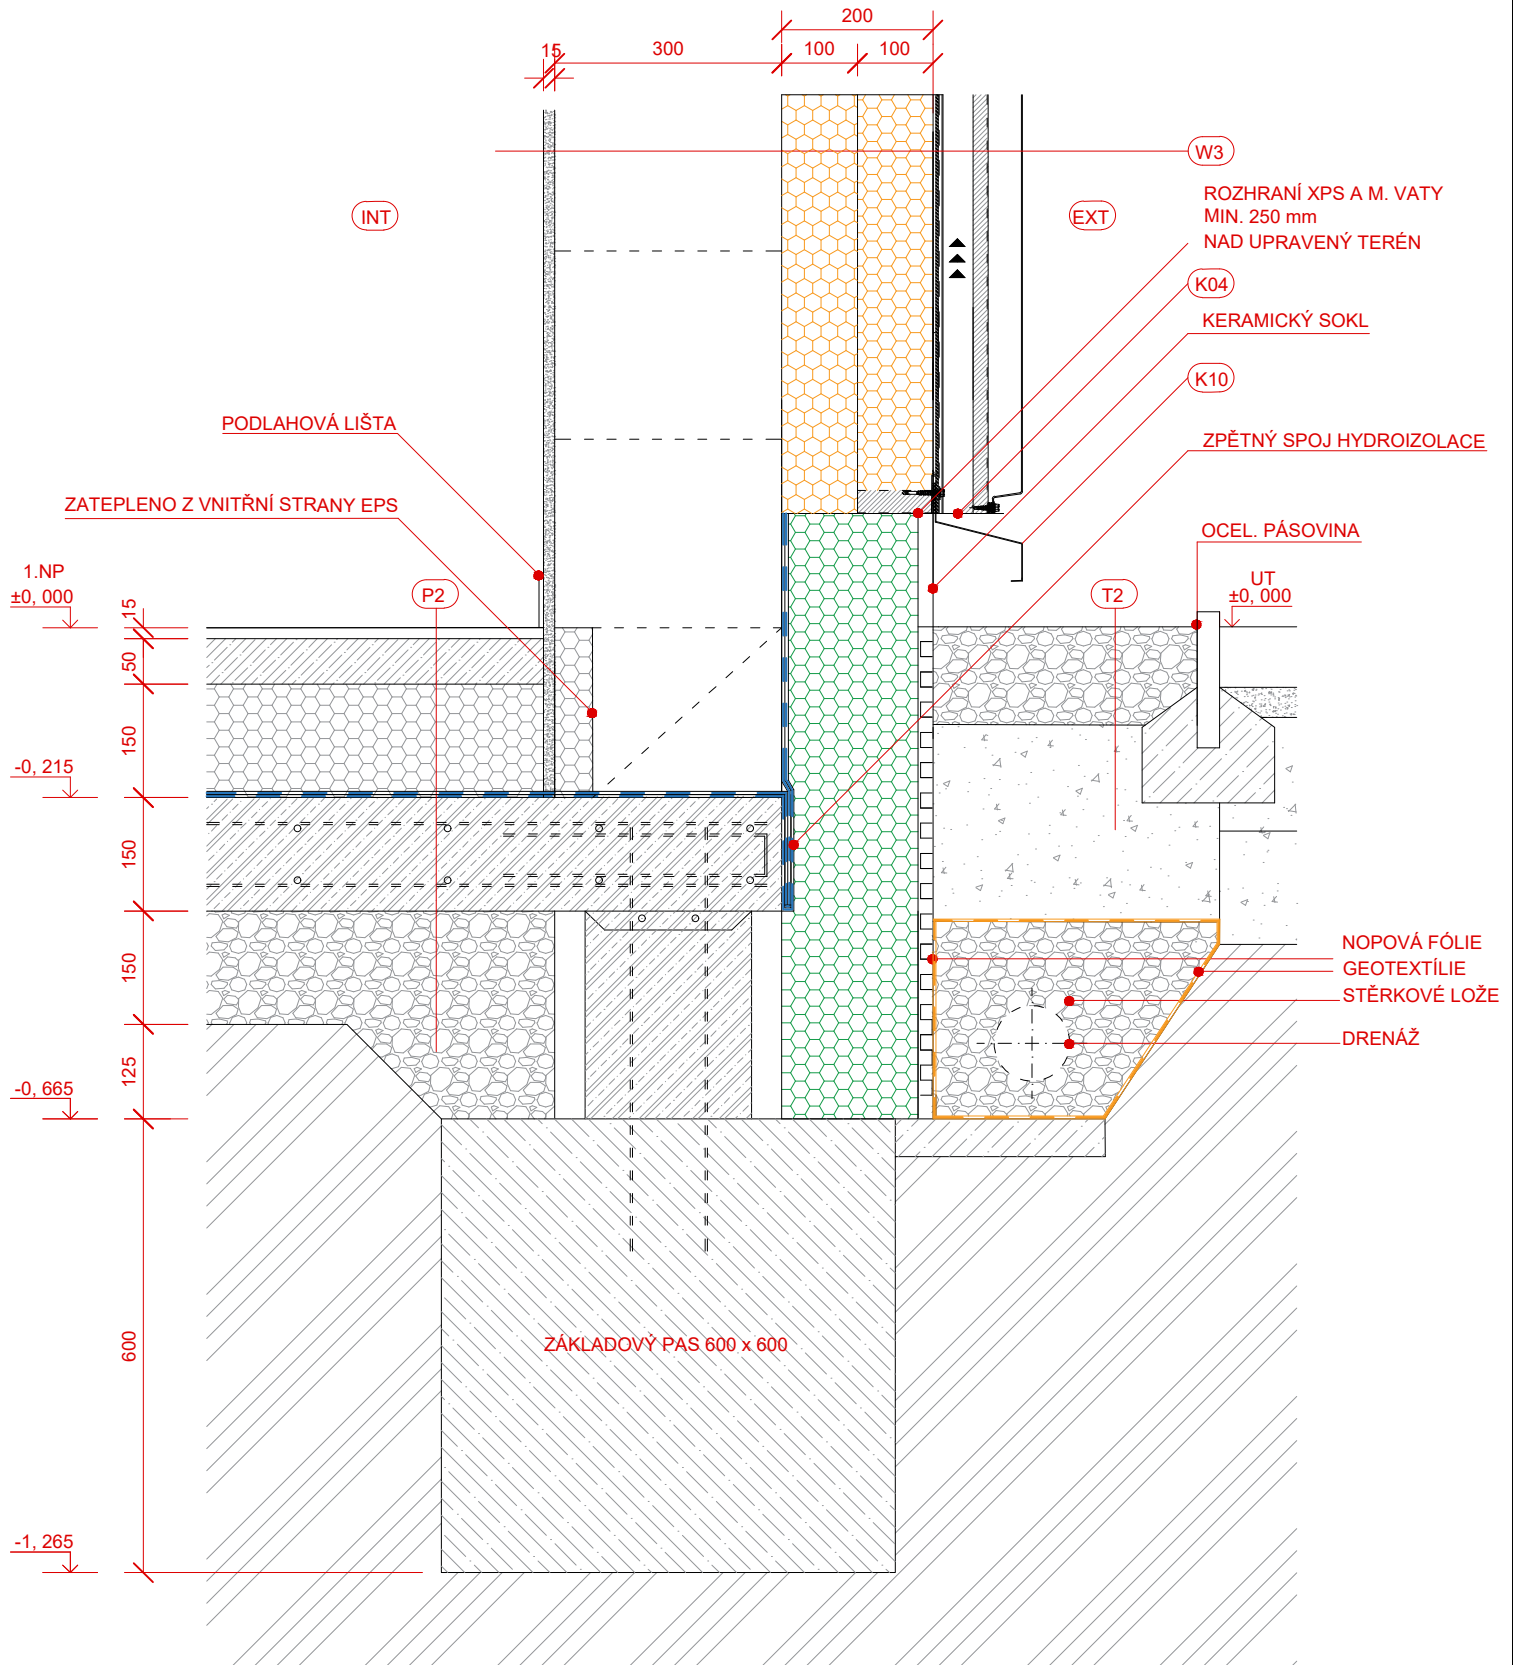 200
15
300
100
100
W3
INT
EXT
ROZHRANÍ XPS A M. VATY
MIN. 250 mm
NAD UPRAVENÝ TERÉN
K04
KERAMICKÝ SOKL
K10
PODLAHOVÁ LIŠTA
ZPĚTNÝ SPOJ HYDROIZOLACE
ZATEPLENO Z VNITŘNÍ STRANY EPS
OCEL. PÁSOVINA
1.NP
±0, 000
15
P2
T2
UT
±0, 000
50
150
-0, 215
150
150
NOPOVÁ FÓLIE
GEOTEXTÍLIE
STĚRKOVÉ LOŽE
DRENÁŽ
125
-0, 665
600
ZÁKLADOVÝ PAS 600 x 600
-1, 265